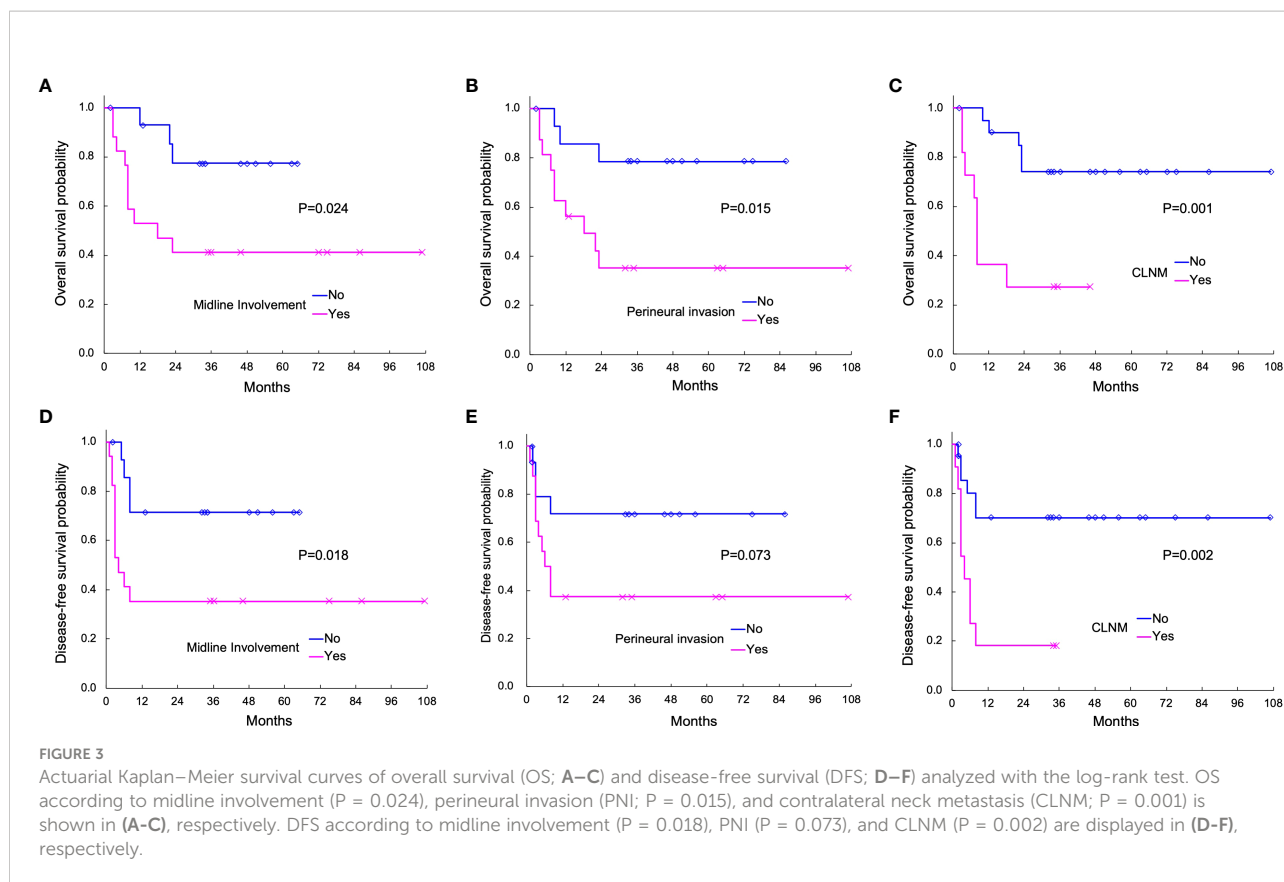 A
Overall survival probability
1.0
0.8
0.6
0.4
0.2
0.0
P=0.024
Midline Involvement
No
Yes
0 12 24 36 48 60 72 84 96 108
Months
B
Overall survival probability
1.0
0.8
0.6
0.4
0.2
0.0
P=0.015
Perineural invasion
No
Yes
0 12 24 36 48 60 72 84 96 108
Months
C
Overall survival probability
1.0
0.8
0.6
0.4
0.2
0.0
P=0.001
CLNM
No
Yes
0 12 24 36 48 60 72 84 96 108
Months
D
Disease-free survival probability
1.0
0.8
0.6
0.4
0.2
0.0
P=0.018
Midline Involvement
No
Yes
0 12 24 36 48 60 72 84 96 108
Months
E
Disease-free survival probability
1.0
0.8
0.6
0.4
0.2
0.0
P=0.073
Perineural invasion
No
Yes
0 12 24 36 48 60 72 84 96 108
Months
F
Disease-free survival probability
1.0
0.8
0.6
0.4
0.2
0.0
P=0.002
CLNM
No
Yes
0 12 24 36 48 60 72 84 96 108
Months
FIGURE 3
Actuarial Kaplan–Meier survival curves of overall survival (OS; A–C) and disease-free survival (DFS; D–F) analyzed with the log-rank test. OS
according to midline involvement (P = 0.024), perineural invasion (PNI; P = 0.015), and contralateral neck metastasis (CLNM; P = 0.001) is
shown in (A-C), respectively. DFS according to midline involvement (P = 0.018), PNI (P = 0.073), and CLNM (P = 0.002) are displayed in (D-F),
respectively.